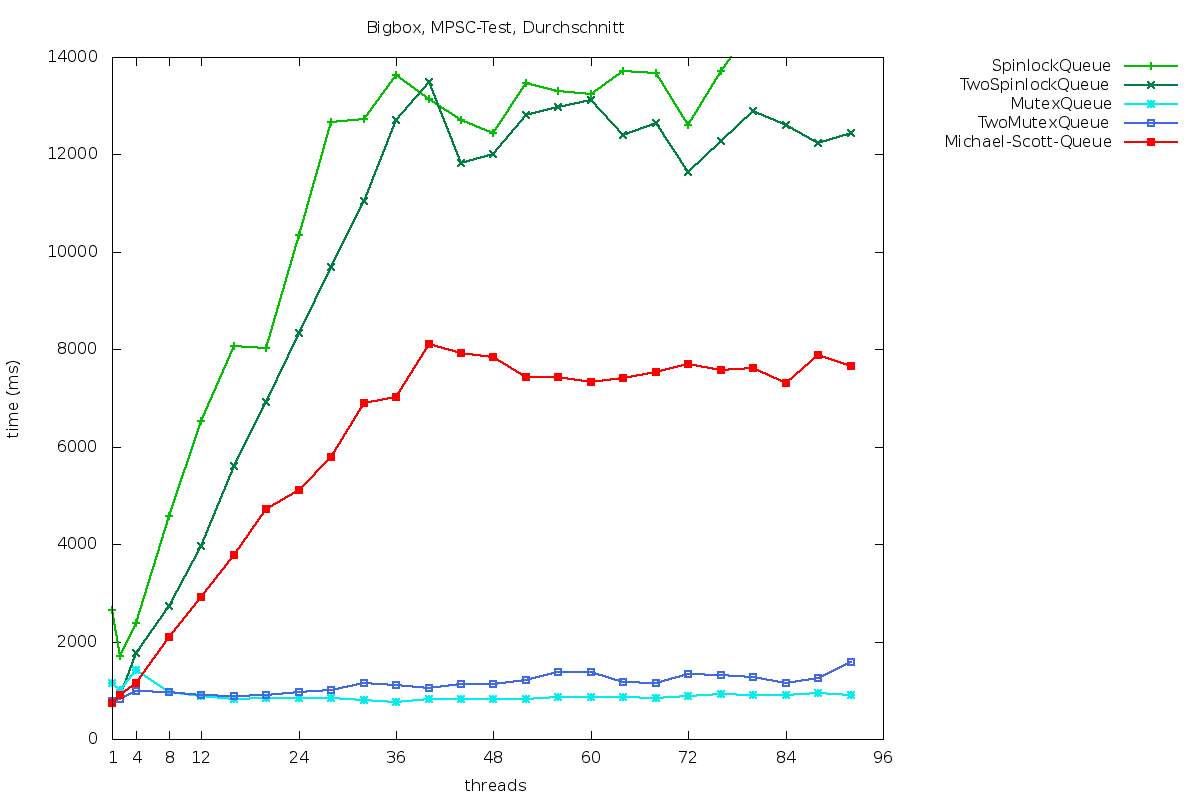 Bigbox, MPSC-Test, Durchschnitt
14000
12000
10000
8000
6000
4000
2000
0
time (ms)
1 4 8 12 24 36 48 60 72 84 96
threads
SpinlockQueue
TwoSpinlockQueue
MutexQueue
TwoMutexQueue
Michael-Scott-Queue